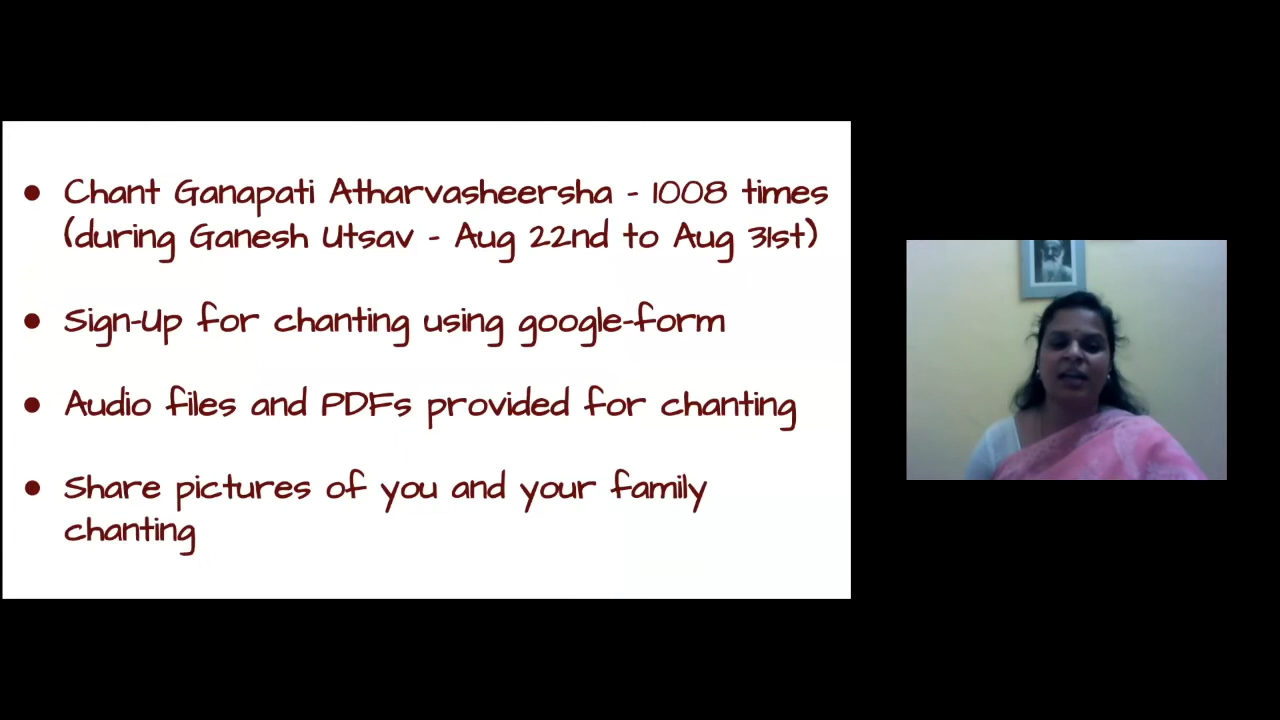 • Chant Ganapati Atharvasheersha - 1008 times
(during Ganesh Utsav - Aug 22nd to Aug 31st)
• Sign-Up for chanting using google-form
• Audio files and PDFs provided for chanting
• Share pictures of you and your family
chanting